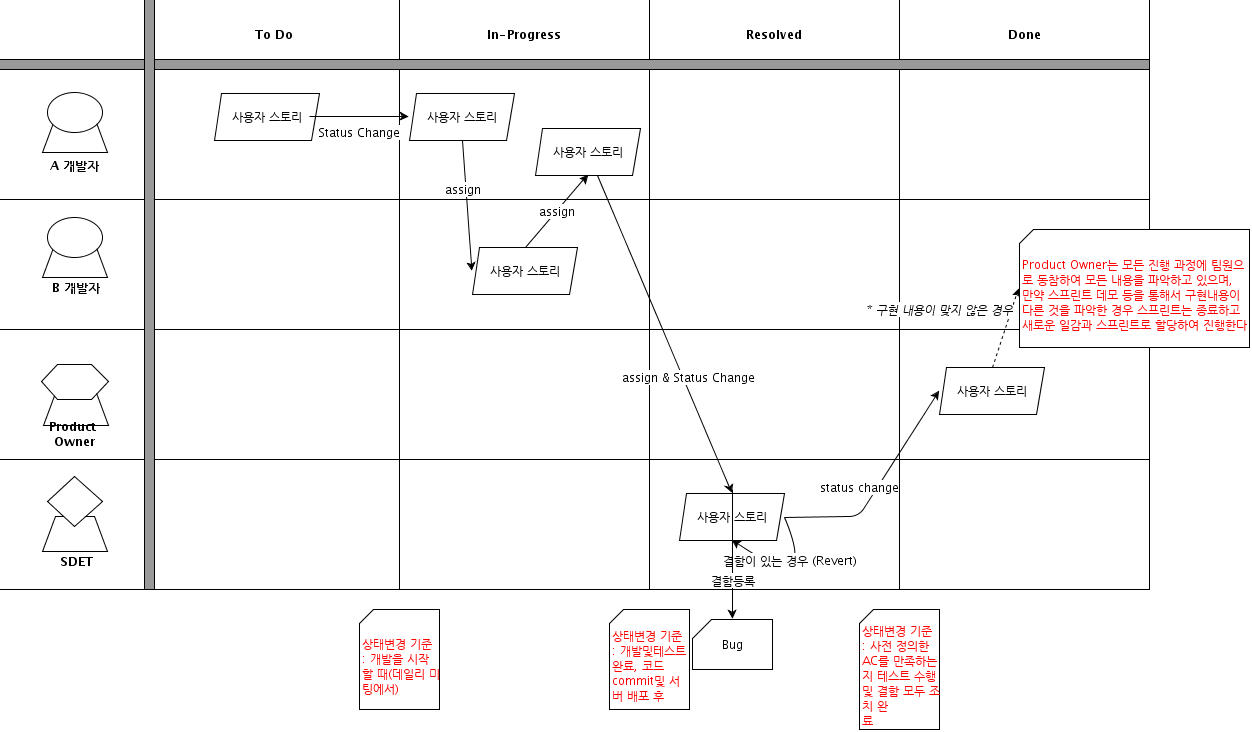 To Do
In-Progress
Resolved
Done
A 개발자
사용자 스토리
Status Change
사용자 스토리
사용자 스토리
assign
assign
B 개발자
사용자 스토리
Product Owner는 모든 진행 과정에 팀원으
로 동참하여 모든 내용을 파악하고 있으며,
만약 스프린트 데모 등을 통해서 구현내용이
다른 것을 파악한 경우 스프린트는 종료하고
새로운 일감과 스프린트로 할당하여 진행한다
* 구현 내용이 맞지 않은 경우
Product
Owner
assign & Status Change
사용자 스토리
SDET
사용자 스토리
status change
결함이 있는 경우 (Revert)
결함등록
Bug
상태변경 기준
: 개발을 시작
할 때(데일리 미
팅에서)
상태변경 기준
: 개발및테스트
완료, 코드
commit및 서
버 배포 후
상태변경 기준
: 사전 정의한
AC를 만족하는
지 테스트 수행
및 결함 모두 조
치 완
료